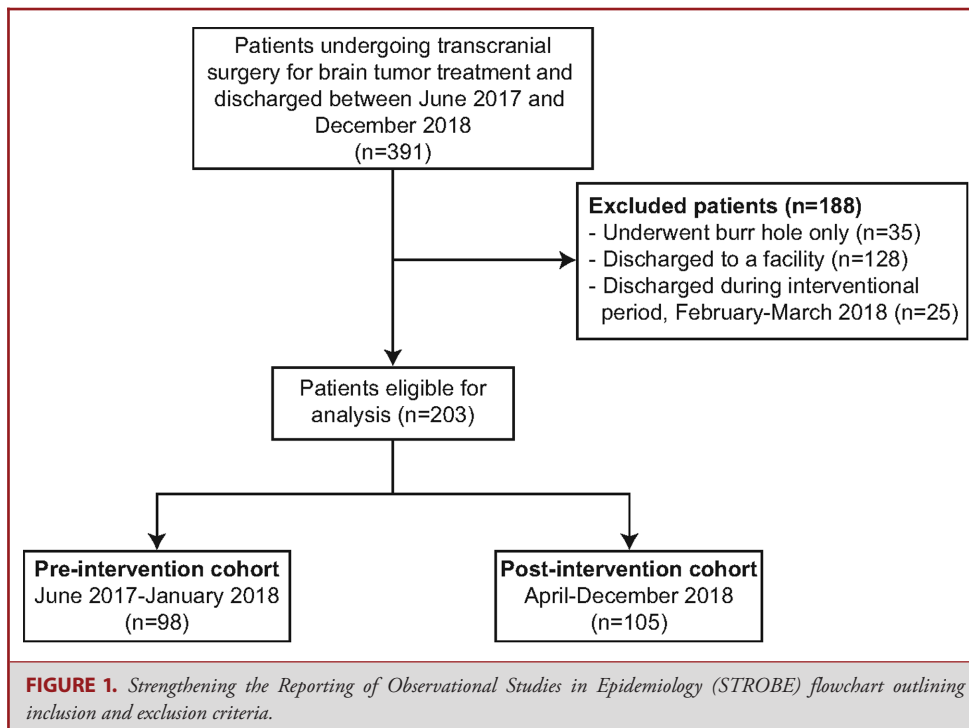 Patients undergoing transcranial
surgery for brain tumor treatment and
discharged between June 2017 and
December 2018
(n=391)
Excluded patients (n=188)
- Underwent burr hole only (n=35)
- Discharged to a facility (n=128)
- Discharged during interventional
period, February-March 2018 (n=25)
Patients eligible for
analysis (n=203)
Pre-intervention cohort
June 2017-January 2018
(n=98)
Post-intervention cohort
April-December 2018
(n=105)
FIGURE 1. Strengthening the Reporting of Observational Studies in Epidemiology (STROBE) flowchart outlining
inclusion and exclusion criteria.